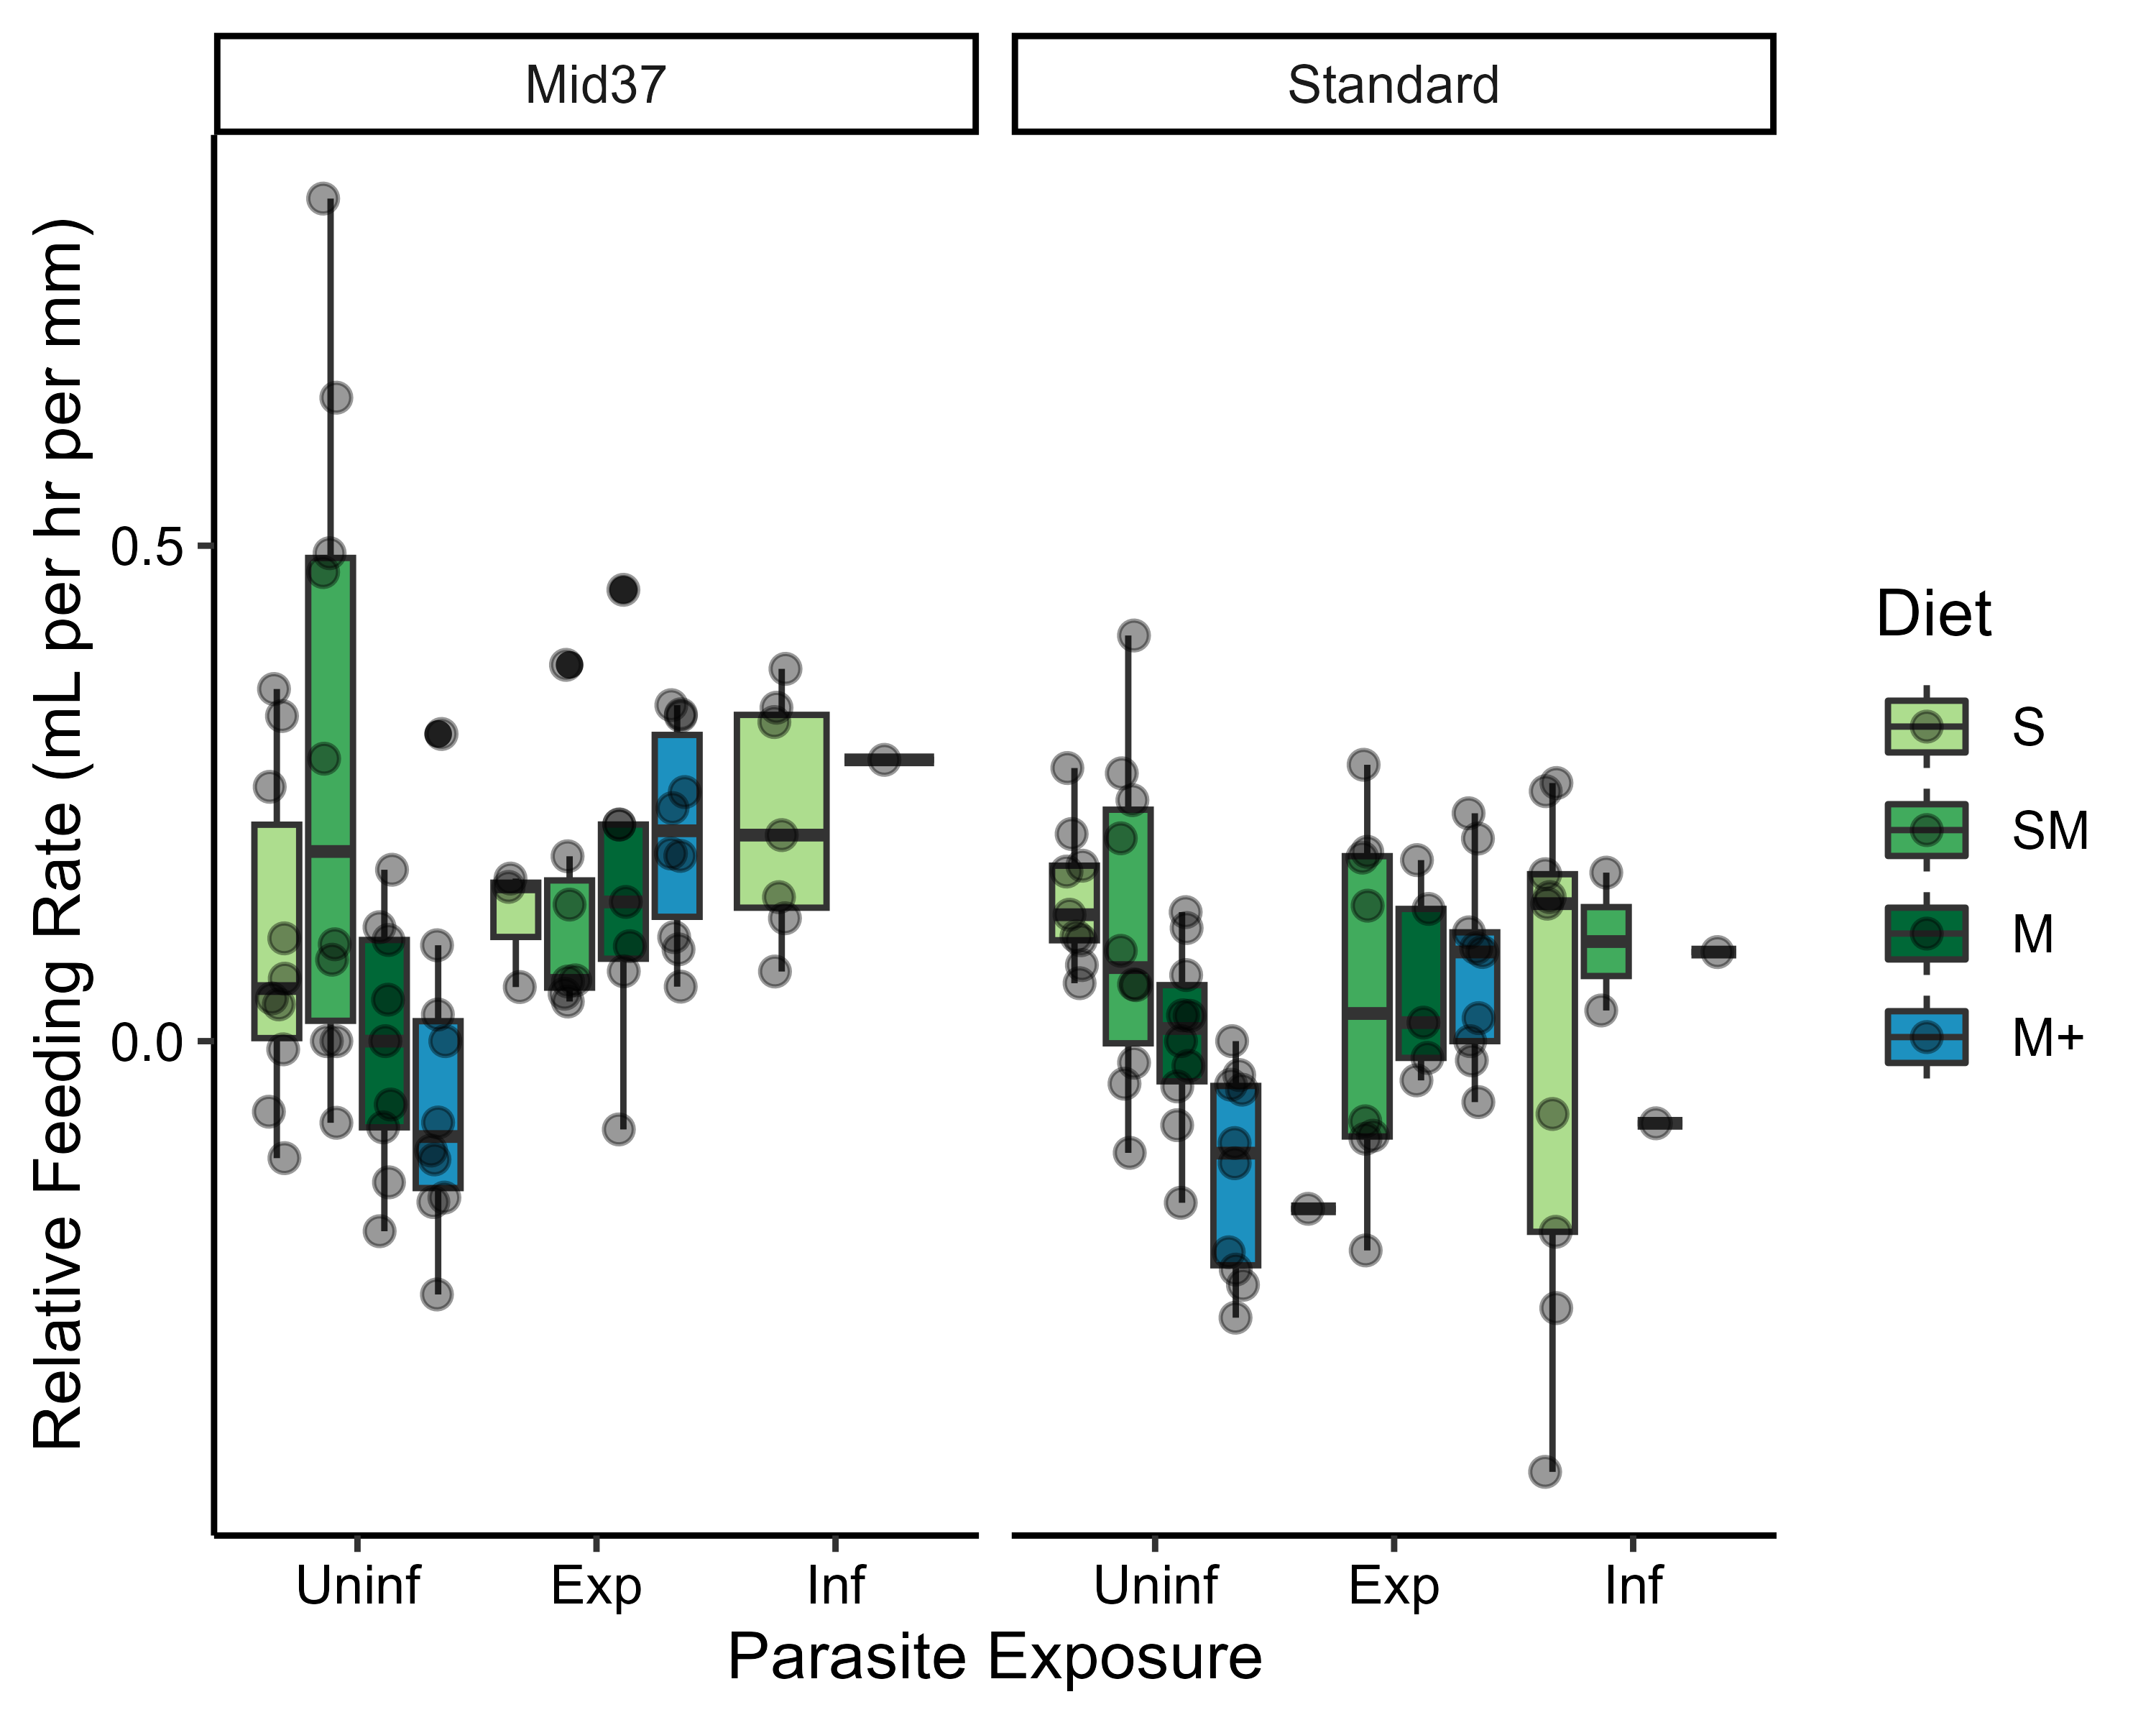 Mid37
Standard
Relative Feeding Rate (mL per hr per mm)
0.5
0.0
Uninf
Exp
Inf
Uninf
Exp
Inf
Parasite Exposure
Diet
S
SM
M
M+